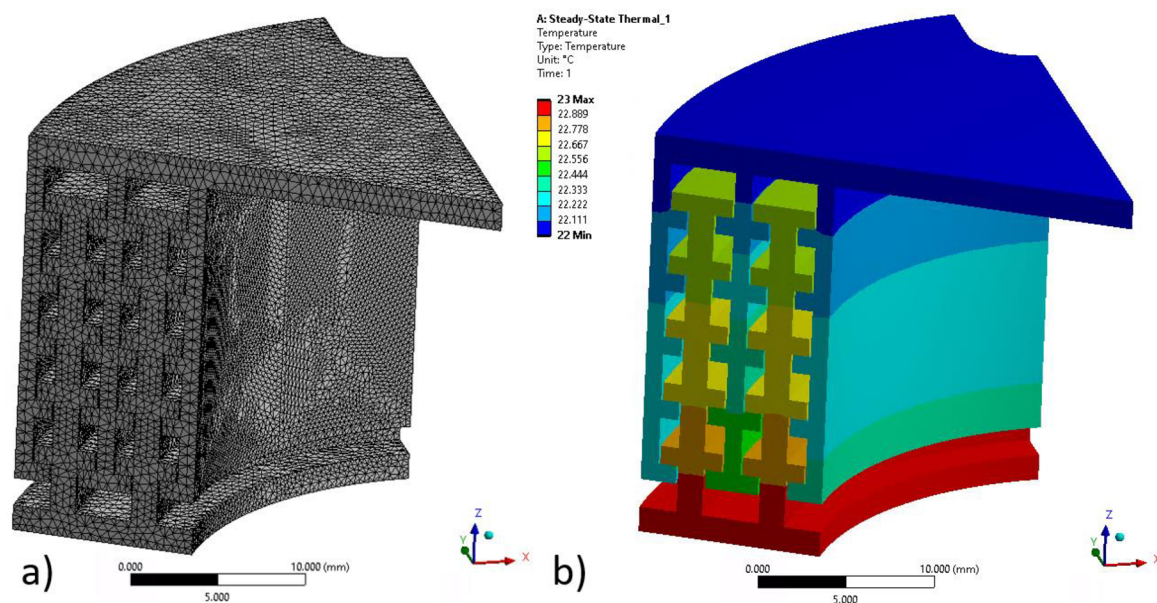 A: Steady-State Thermal_1
Temperature
Type: Temperature
Unit: °C
Time: 1
23 Max
22.889
22.778
22.667
22.556
22.444
22.333
22.222
22.111
22 Min
Z
Y
X
a)
0.000
10.000 (mm)
5.000
Z
Y
X
b)
0.000
10.000 (mm)
5.000